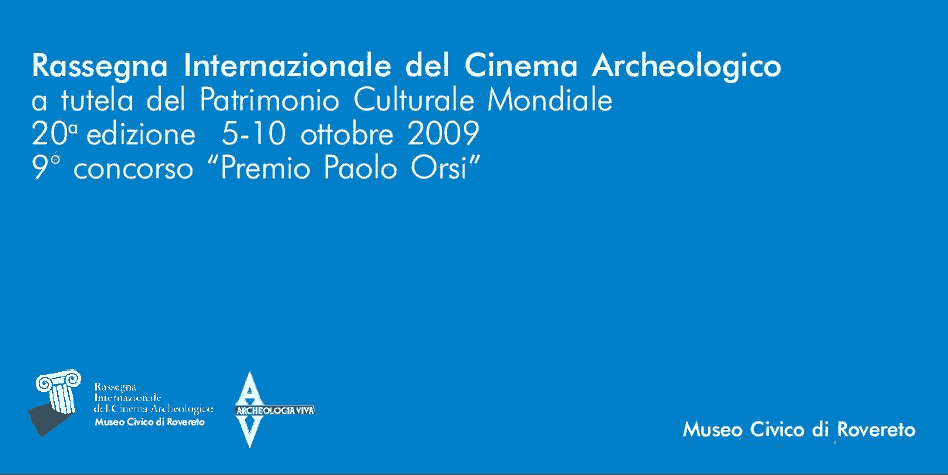 Rassegna Internazionale del Cinema Archeologico
a tutela del Patrimonio Culturale Mondiale
20ª edizione 5-10 ottobre 2009
9° concorso “Premio Paolo Orsi”
Rassegna
Internazionale
del Cinema Archeologico
Museo Civico di Rovereto
A
ARCHEOLOGIA VIVA
V
Museo Civico di Rovereto